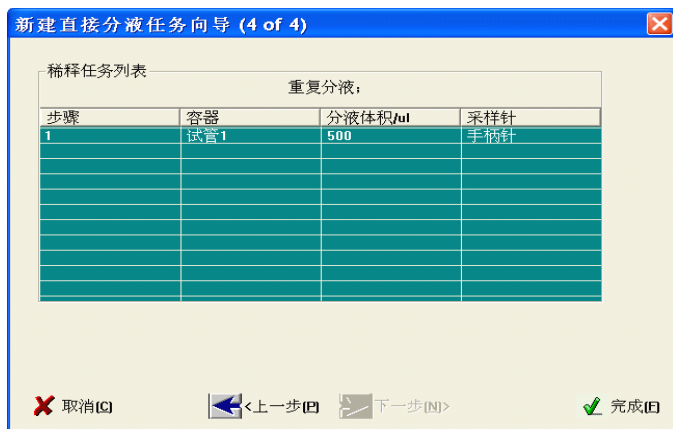 新建直接分液任务向导 (4 of 4)
稀释任务列表
重复分液；
步骤 容器 分液体积/ul 采样针
1 试管1 500 手柄针
取消(C) <上一步(P) 下一步(N)> 完成(F)